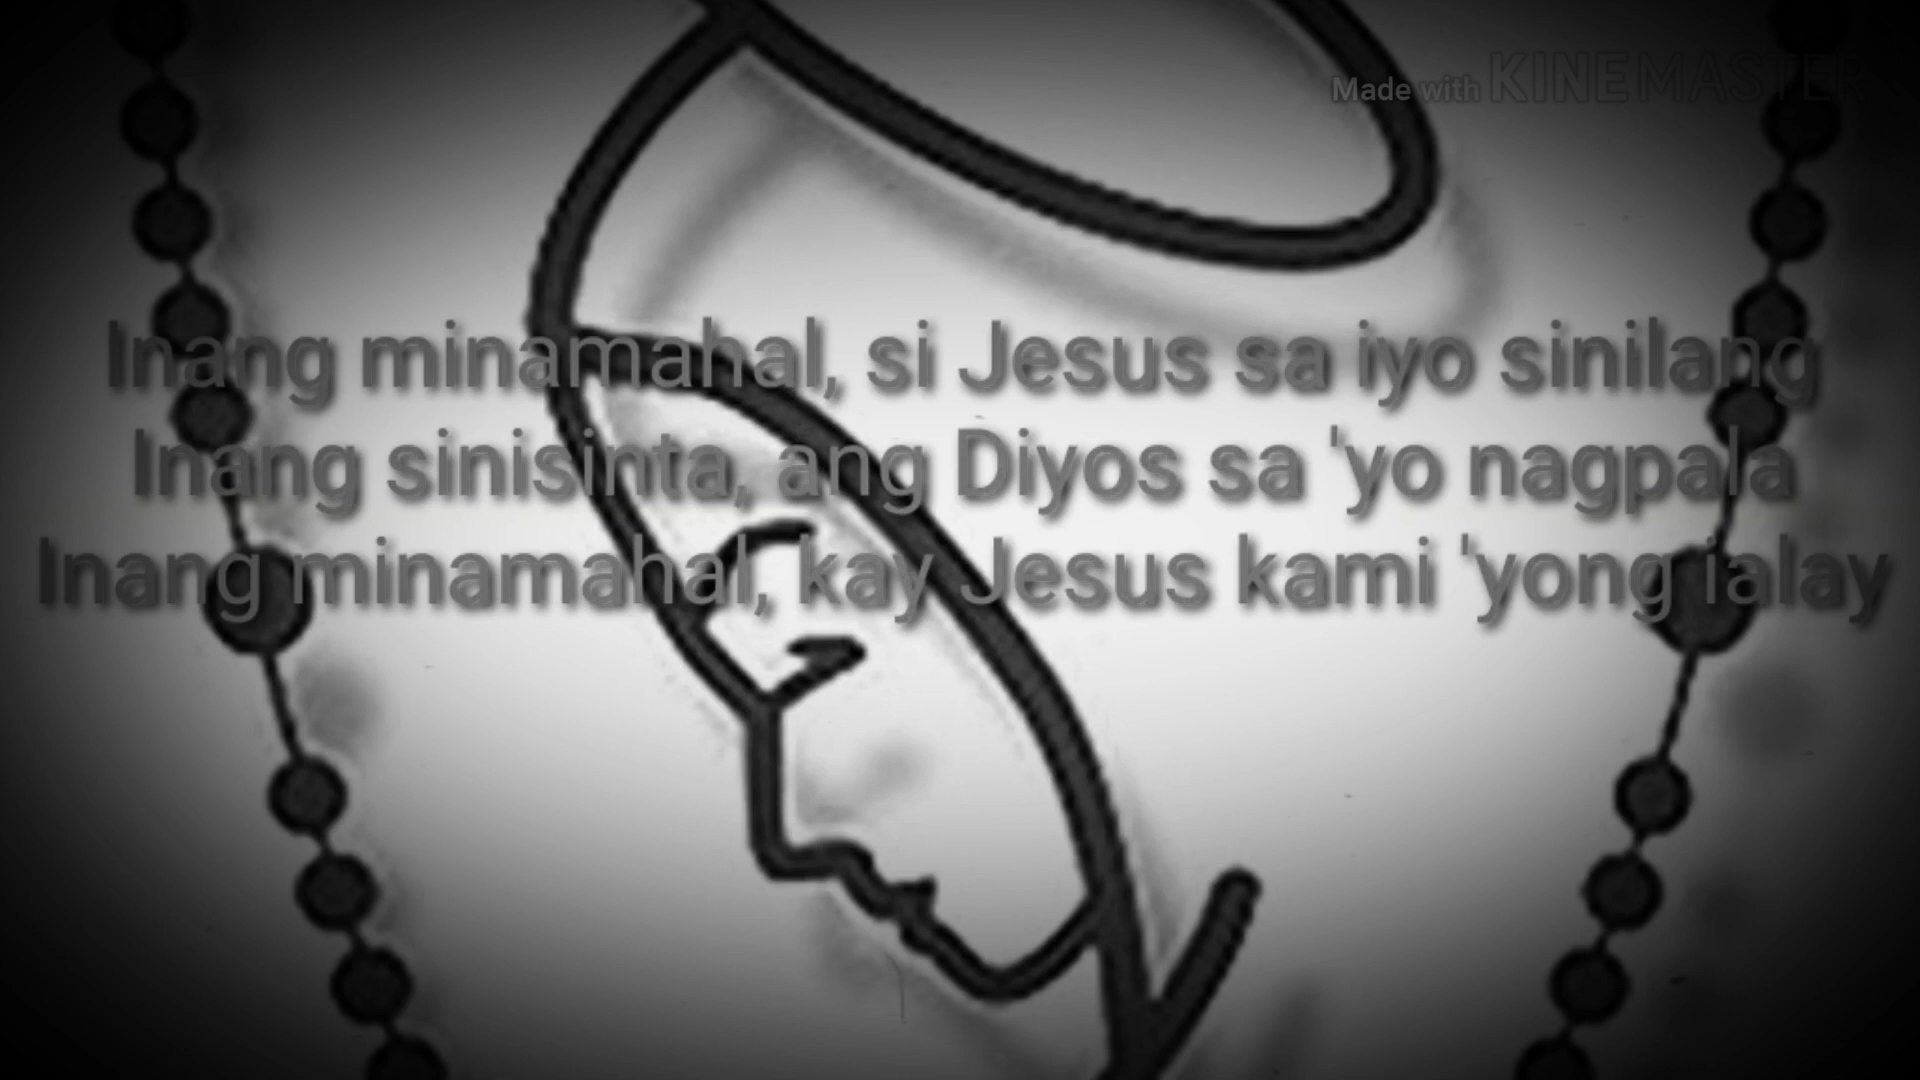 Made with KINEMASTER
Inang minamahal, si Jesus sa iyo sinilang
Inang sinisinta, ang Diyos sa 'yo nagpala
Inang minamahal, kay Jesus kami 'yong ialay